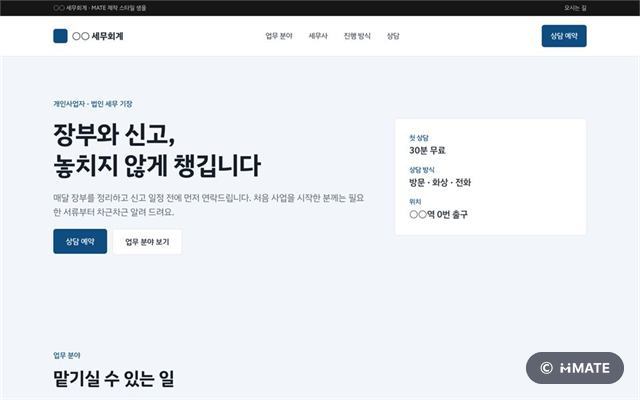 ○○ 세무회계 · MATE 제작 스타일 샘플
오시는 길
○○ 세무회계
업무 분야
세무사
진행 방식
상담
상담 예약
개인사업자 · 법인 세무 기장
장부와 신고,
놓치지 않게 챙깁니다
매달 장부를 정리하고 신고 일정 전에 먼저 연락드립니다. 처음 사업을 시작한 분께는 필요
한 서류부터 차근차근 알려 드려요.
상담 예약
업무 분야 보기
첫 상담
30분 무료
상담 방식
방문 · 화상 · 전화
위치
○○역 0번 출구
업무 분야
맡기실 수 있는 일
© MATE